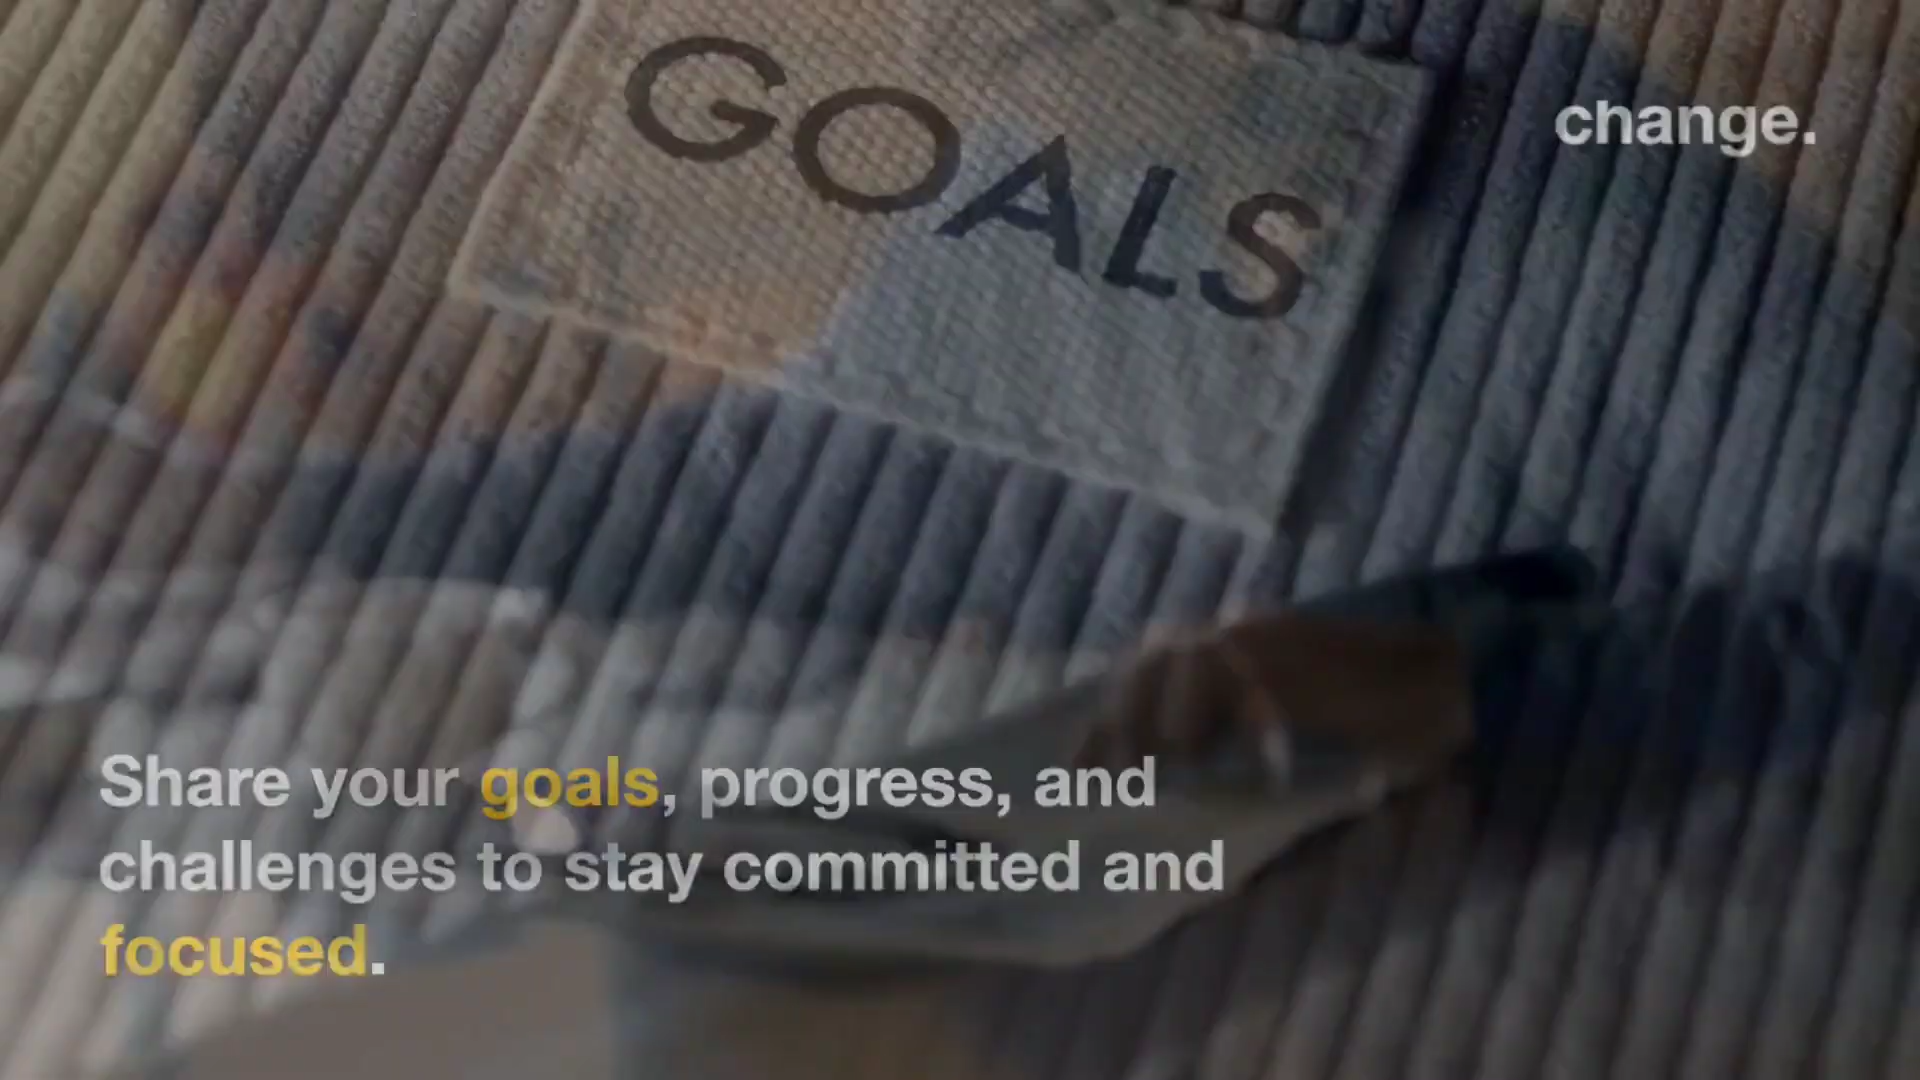 GOALS
change.
Share your goals, progress, and
challenges to stay committed and
focused.